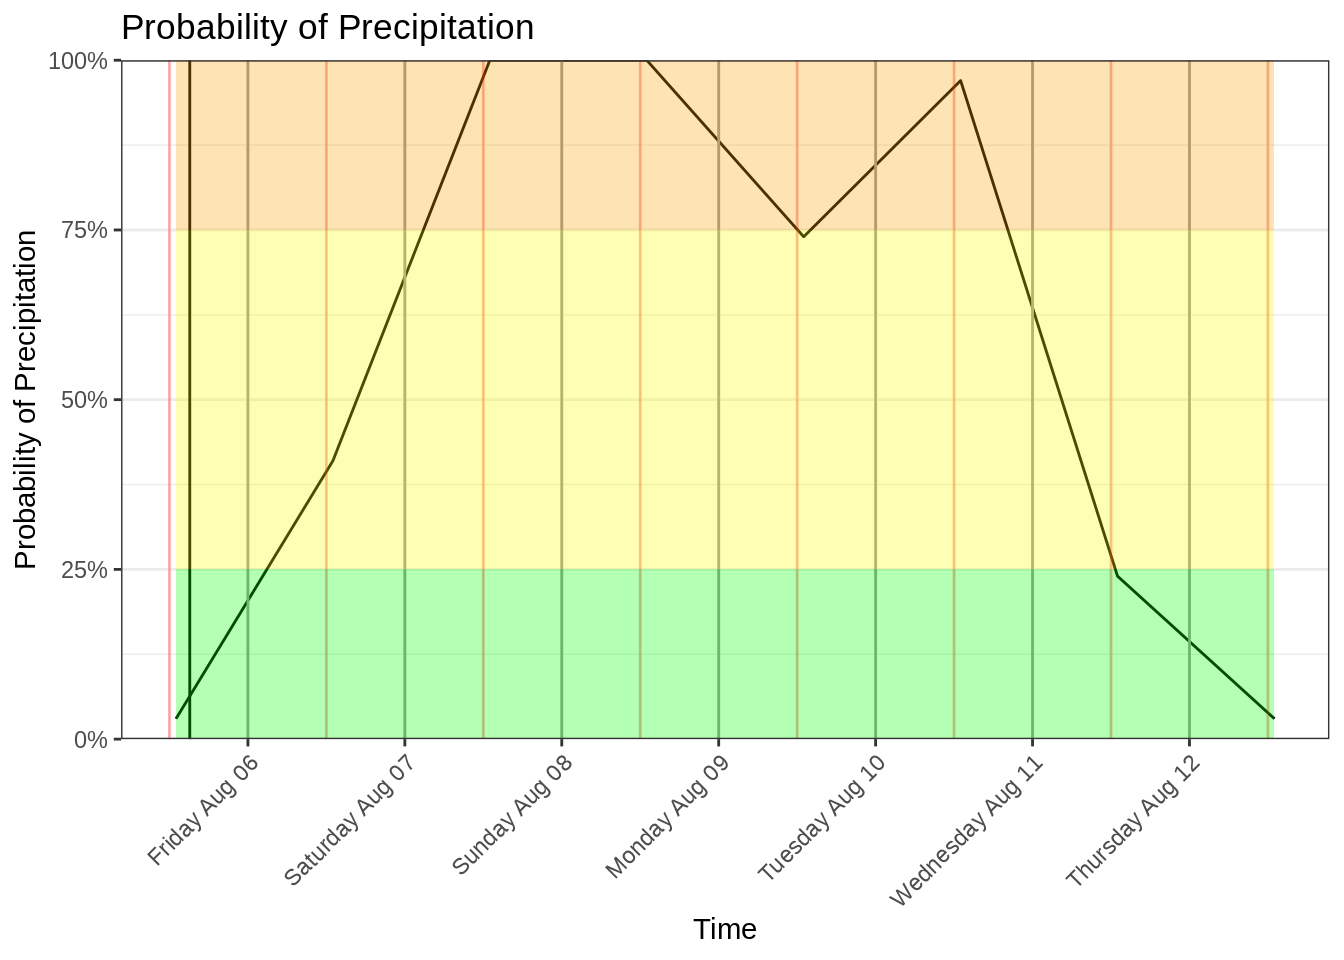 Probability of Precipitation
100%
75%
50%
25%
0%
Probability of Precipitation
Friday Aug 06
Saturday Aug 07
Sunday Aug 08
Monday Aug 09
Tuesday Aug 10
Wednesday Aug 11
Thursday Aug 12
Time